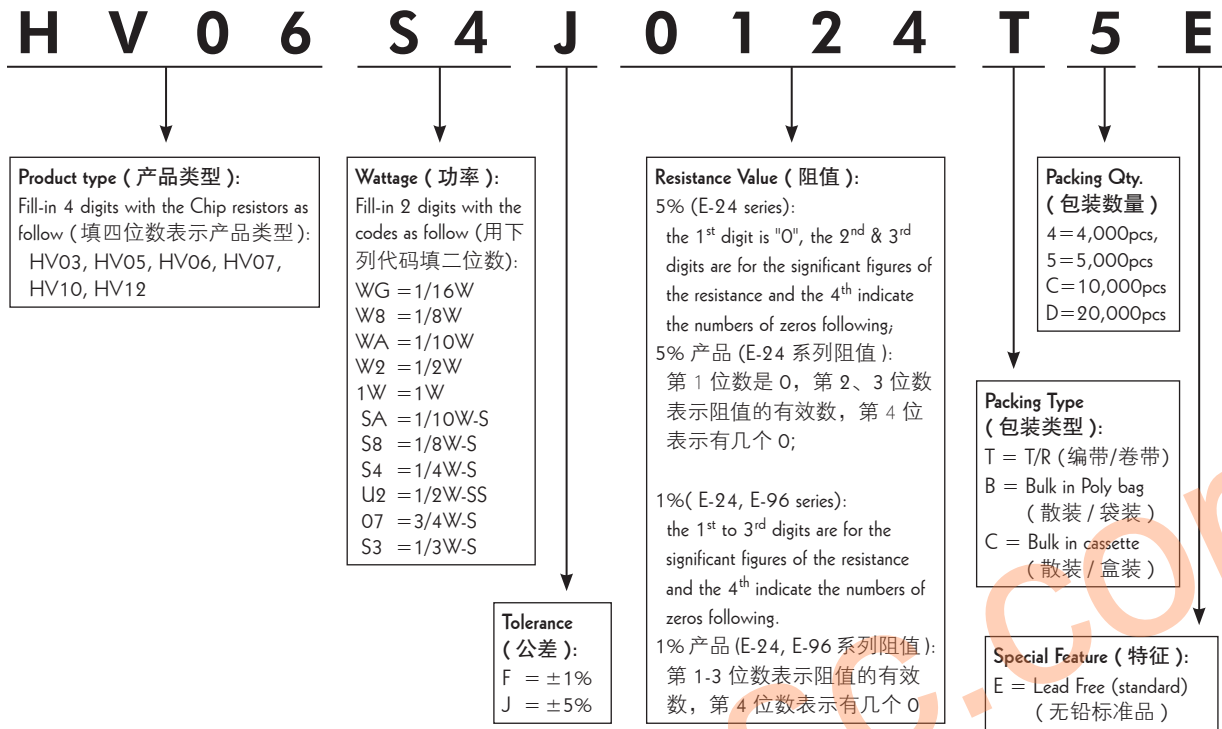 H V 0 6 S 4 J 0 1 2 4 T 5 E
Product type ( 产品类型 ):
Fill-in 4 digits with the Chip resistors as
follow ( 填四位数表示产品类型 ):
HV03, HV05, HV06, HV07,
HV10, HV12
Wattage ( 功率 ):
Fill-in 2 digits with the
codes as follow (用下
列代码填二位数):
WG =1/16W
W8 =1/8W
WA =1/10W
W2 =1/2W
1W =1W
SA =1/10W-S
S8 =1/8W-S
S4 =1/4W-S
U2 =1/2W-SS
07 =3/4W-S
S3 =1/3W-S
Tolerance
( 公差 ):
F = ±1%
J = ±5%
Resistance Value ( 阻值 ):
5% (E-24 series):
the 1st digit is "0", the 2nd & 3rd
digits are for the significant figures of
the resistance and the 4th indicate
the numbers of zeros following;
5% 产品 (E-24 系列阻值 ):
第 1 位数是 0，第 2、3 位数
表示阻值的有效数，第 4 位
表示有几个 0;
1%( E-24, E-96 series):
the 1st to 3rd digits are for the
significant figures of the resistance
and the 4th indicate the numbers of
zeros following.
1% 产品 (E-24, E-96 系列阻值 ):
第 1-3 位数表示阻值的有效
数，第 4 位数表示有几个 0
Packing Qty.
( 包装数量 )
4=4,000pcs,
5=5,000pcs
C=10,000pcs
D=20,000pcs
Packing Type
( 包装类型 ):
T = T/R (编带/卷带)
B = Bulk in Poly bag
( 散装 / 袋装 )
C = Bulk in cassette
( 散装 / 盒装 )
Special Feature ( 特征 ):
E = Lead Free (standard)
( 无铅标准品 )